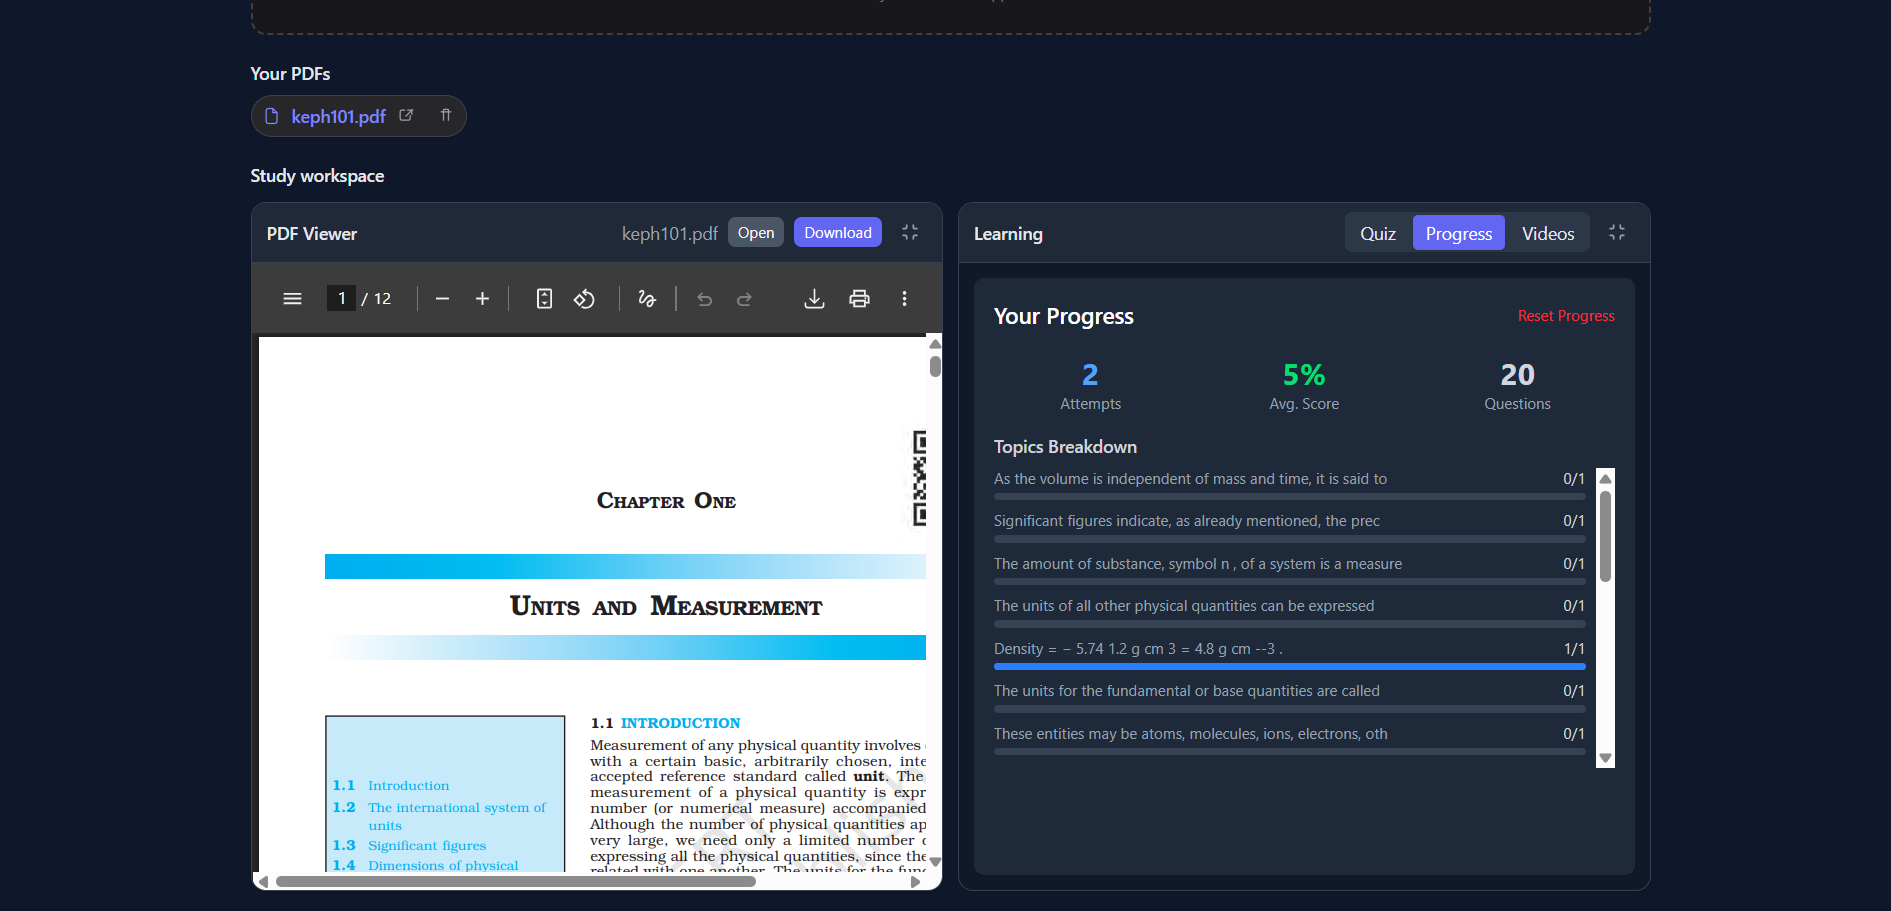 Your PDFs
keph101.pdf
Study workspace
PDF Viewer
keph101.pdf
Open
Download
1 / 12
CHAPTER ONE
UNITS AND MEASUREMENT
1.1 Introduction
1.2 The international system of
units
1.3 Significant figures
1.4 Dimensions of physical
1.1 INTRODUCTION
Measurement of any physical quantity involves
with a certain basic, arbitrarily chosen, inte
accepted reference standard called unit. The
measurement of a physical quantity is expr
number (or numerical measure) accompanied
Although the number of physical quantities ap
very large, we need only a limited number
expressing all the physical quantities, since the
related with one another. The units for the fun
Learning
Quiz
Progress
Videos
Your Progress
Reset Progress
2
Attempts
5%
Avg. Score
20
Questions
Topics Breakdown
As the volume is independent of mass and time, it is said to 0/1
Significant figures indicate, as already mentioned, the prec 0/1
The amount of substance, symbol n , of a system is a measure 0/1
The units of all other physical quantities can be expressed 0/1
Density = − 5.74 1.2 g cm 3 = 4.8 g cm --3 . 1/1
The units for the fundamental or base quantities are called 0/1
These entities may be atoms, molecules, ions, electrons, oth 0/1